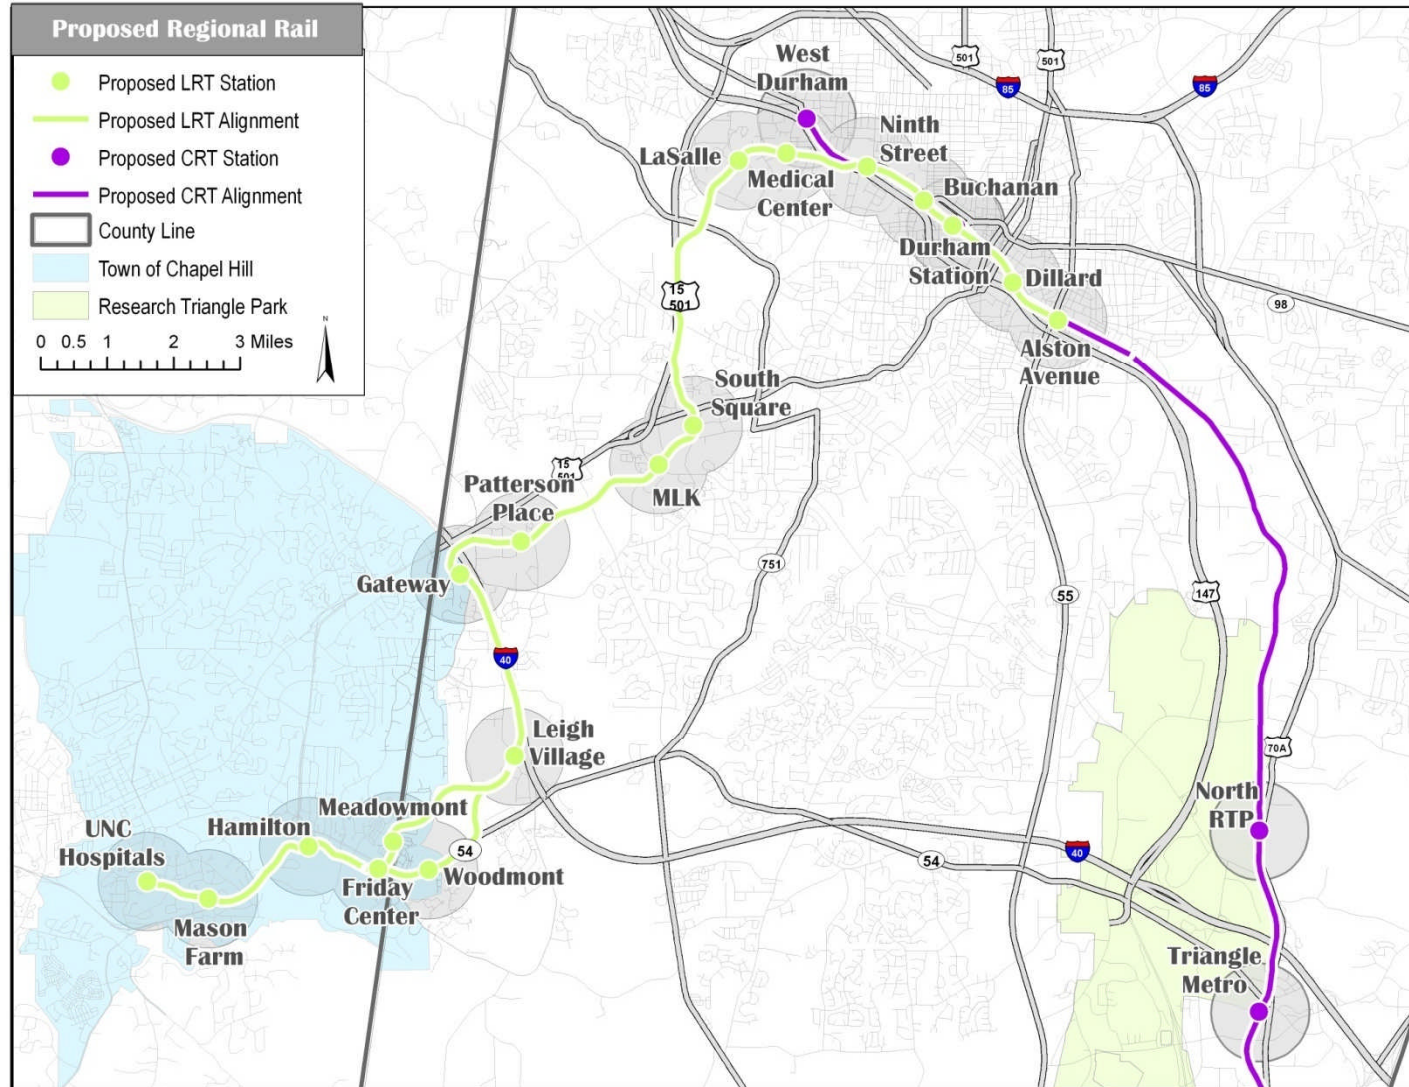 Proposed Regional Rail
Proposed LRT Station
Proposed LRT Alignment
Proposed CRT Station
Proposed CRT Alignment
County Line
Town of Chapel Hill
Research Triangle Park
0 0.5 1 2 3 Miles
N
501
501
85
85
West
Durham
Ninth
Street
LaSalle
Medical
Center
Buchanan
Durham
Station
Dillard
98
15
501
Alston
Avenue
South
Square
15
501
Patterson
Place
MLK
Gateway
751
55
147
40
Leigh
Village
70A
North
RTP
Meadowmont
UNC
Hospitals
Hamilton
54
Woodmont
40
54
Friday
Center
Mason
Farm
Triangle
Metro